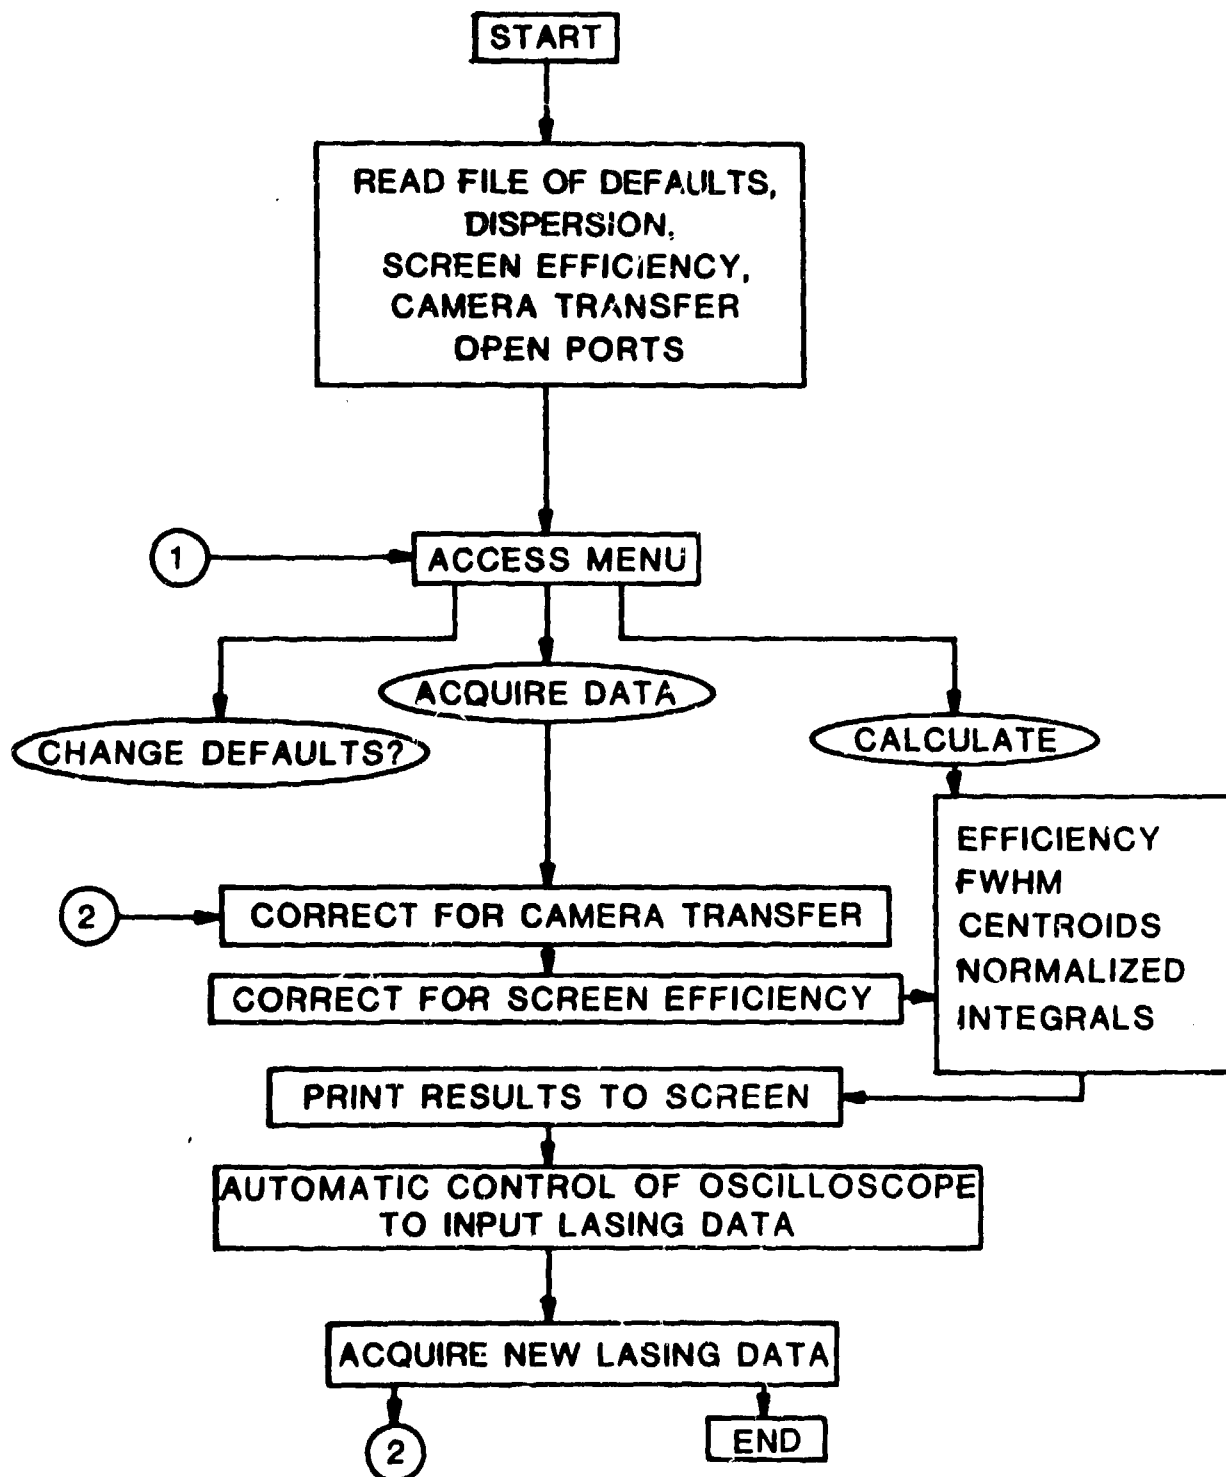 START
READ FILE OF DEFAULTS,
DISPERSION,
SCREEN EFFICIENCY,
CAMERA TRANSFER
OPEN PORTS
1
ACCESS MENU
ACQUIRE DATA
CHANGE DEFAULTS?
CALCULATE
EFFICIENCY
FWHM
CENTROIDS
NORMALIZED
INTEGRALS
2
CORRECT FOR CAMERA TRANSFER
CORRECT FOR SCREEN EFFICIENCY
PRINT RESULTS TO SCREEN
AUTOMATIC CONTROL OF OSCILLOSCOPE
TO INPUT LASING DATA
ACQUIRE NEW LASING DATA
2
END